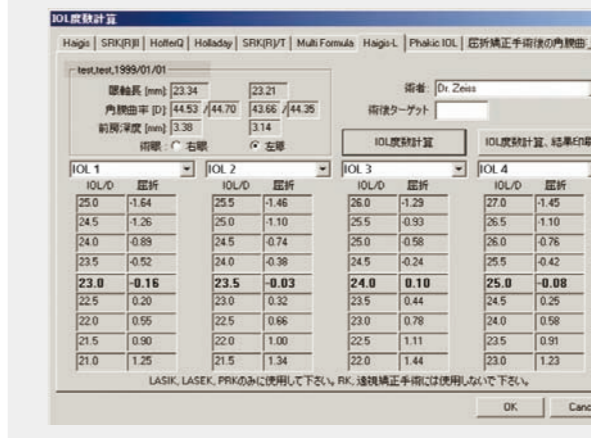 IOL度数計算
Haigis SRK(R)II HofferQ Holladay SRK(R)/T Multi Formula Haigis-L Phakic IOL 屈折矯正手術後の角膜曲
test,test,1999/01/01
眼軸長 [mm]: 23.34 23.21
角膜曲率 [D]: 44.53 / 44.70 43.66 / 44.35
前房深度 [mm] 3.38 3.14
術眼: 右眼 左眼
術者: Dr. Zeiss
術後ターゲット
IOL度数計算 IOL度数計算、結果印刷
IOL 1 IOL 2 IOL 3 IOL 4
IOL/D 屈折 IOL/D 屈折 IOL/D 屈折 IOL/D 屈折
25.0 -1.64 25.5 -1.46 26.0 -1.29 27.0 -1.45
24.5 -1.26 25.0 -1.10 25.5 -0.93 26.5 -1.10
24.0 -0.89 24.5 -0.74 25.0 -0.58 26.0 -0.76
23.5 -0.52 24.0 -0.38 24.5 -0.24 25.5 -0.42
23.0 -0.16 23.5 -0.03 24.0 0.10 25.0 -0.08
22.5 0.20 23.0 0.32 23.5 0.44 24.5 0.25
22.0 0.55 22.5 0.66 23.0 0.78 24.0 0.58
21.5 0.90 22.0 1.00 22.5 1.11 23.5 0.91
21.0 1.25 21.5 1.34 22.0 1.44 23.0 1.23
LASIK, LASEK, PRKのみに使用して下さい。RK, 遠視矯正手術には使用しないで下さい。
OK Canc